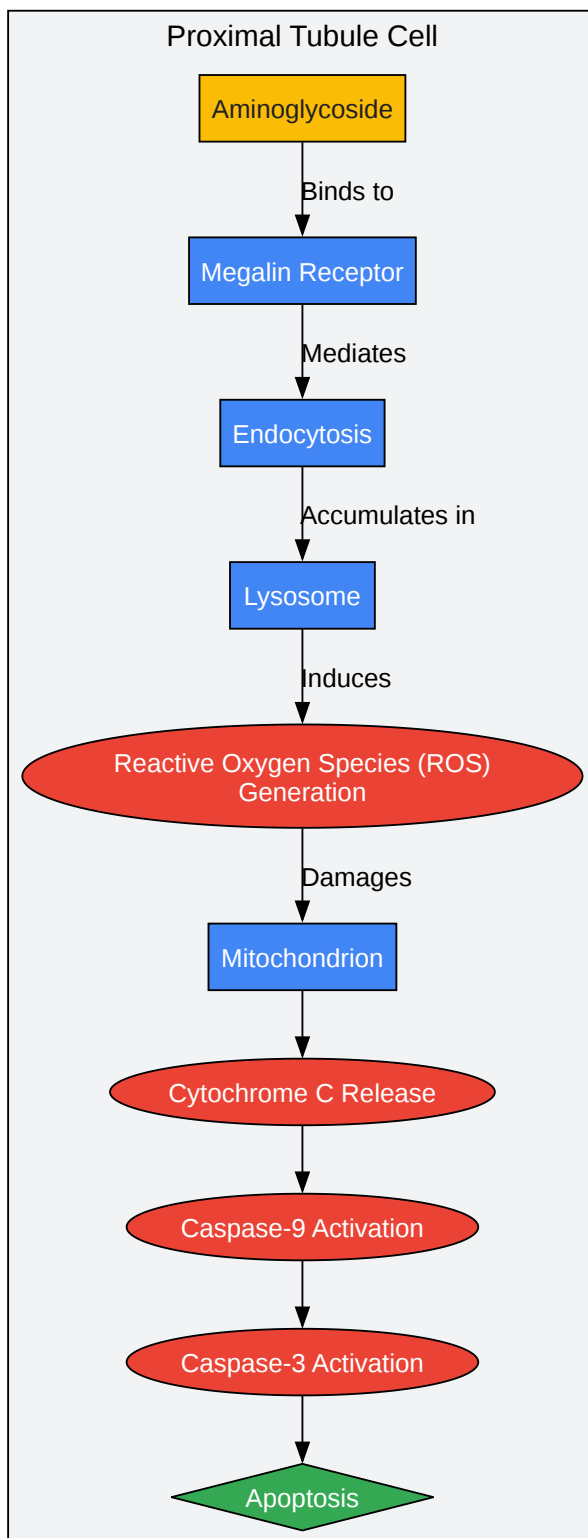 Proximal Tubule Cell
Aminoglycoside
Binds to
Megalin Receptor
Mediates
Endocytosis
Accumulates in
Lysosome
Induces
Reactive Oxygen Species (ROS)
Generation
Damages
Mitochondrion
Cytochrome C Release
Caspase-9 Activation
Caspase-3 Activation
Apoptosis